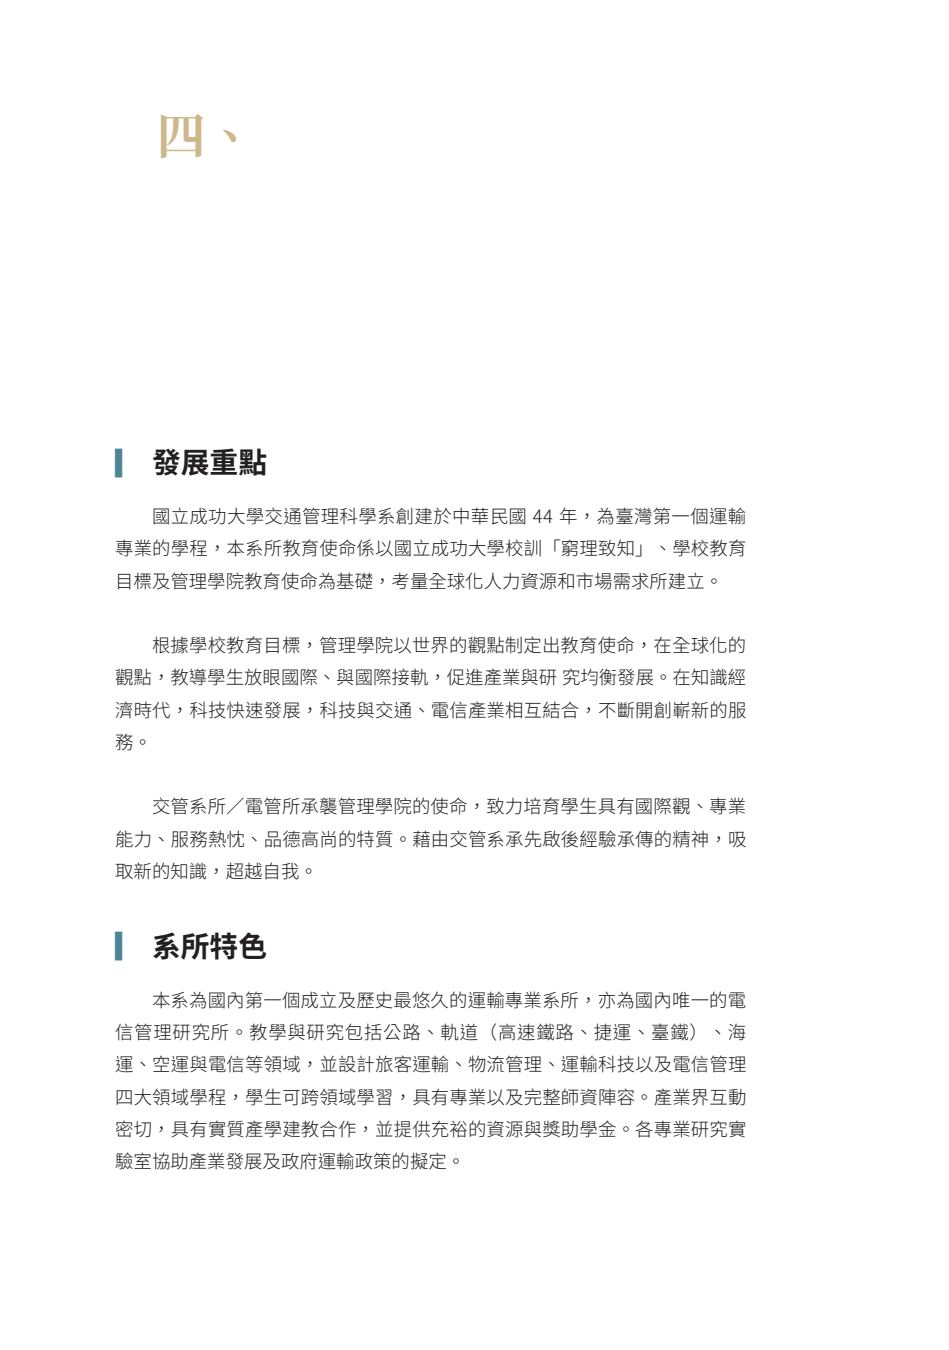 四、
發展重點
國立成功大學交通管理科學系創建於中華民國 44 年，為臺灣第一個運輸
專業的學程，本系所教育使命係以國立成功大學校訓「窮理致知」、學校教育
目標及管理學院教育使命為基礎，考量全球化人力資源和市場需求所建立。
根據學校教育目標，管理學院以世界的觀點制定出教育使命，在全球化的
觀點，教導學生放眼國際、與國際接軌，促進產業與研 究均衡發展。在知識經
濟時代，科技快速發展，科技與交通、電信產業相互結合，不斷開創嶄新的服
務。
交管系所／電管所承襲管理學院的使命，致力培育學生具有國際觀、專業
能力、服務熱忱、品德高尚的特質。藉由交管系承先啟後經驗承傳的精神，吸
取新的知識，超越自我。
系所特色
本系為國內第一個成立及歷史最悠久的運輸專業系所，亦為國內唯一的電
信管理研究所。教學與研究包括公路、軌道（高速鐵路、捷運、臺鐵）、海
運、空運與電信等領域，並設計旅客運輸、物流管理、運輸科技以及電信管理
四大領域學程，學生可跨領域學習，具有專業以及完整師資陣容。產業界互動
密切，具有實質產學建教合作，並提供充裕的資源與獎助學金。各專業研究實
驗室協助產業發展及政府運輸政策的擬定。